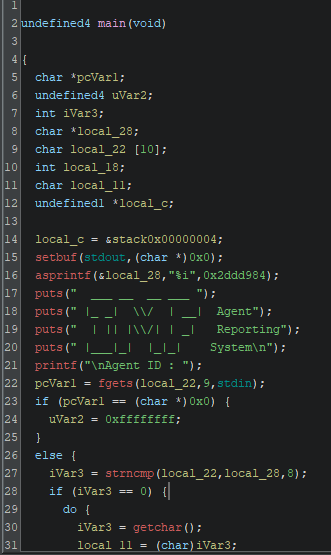 1
2 undefined4 main(void)
3
4 {
5 char *pcVar1;
6 undefined4 uVar2;
7 int iVar3;
8 char *local_28;
9 char local_22 [10];
10 int local_18;
11 char local_11;
12 undefined1 *local_c;
13
14 local_c = &stack0x00000004;
15 setbuf(stdout,(char *)0x0);
16 asprintf(&local_28,"%i",0x2ddd984);
17 puts("  ___ __  __ ___ ");
18 puts(" |_ _|  \\/  | __|  Agent");
19 puts("  | || |\\/| | _|   Reporting");
20 puts(" |___|_|  |_|_|     System\n");
21 printf("\nAgent ID : ");
22 pcVar1 = fgets(local_22,9,stdin);
23 if (pcVar1 == (char *)0x0) {
24 uVar2 = 0xffffffff;
25 }
26 else {
27 iVar3 = strncmp(local_22,local_28,8);
28 if (iVar3 == 0) {
29 do {
30 iVar3 = getchar();
31 local_11 = (char)iVar3;